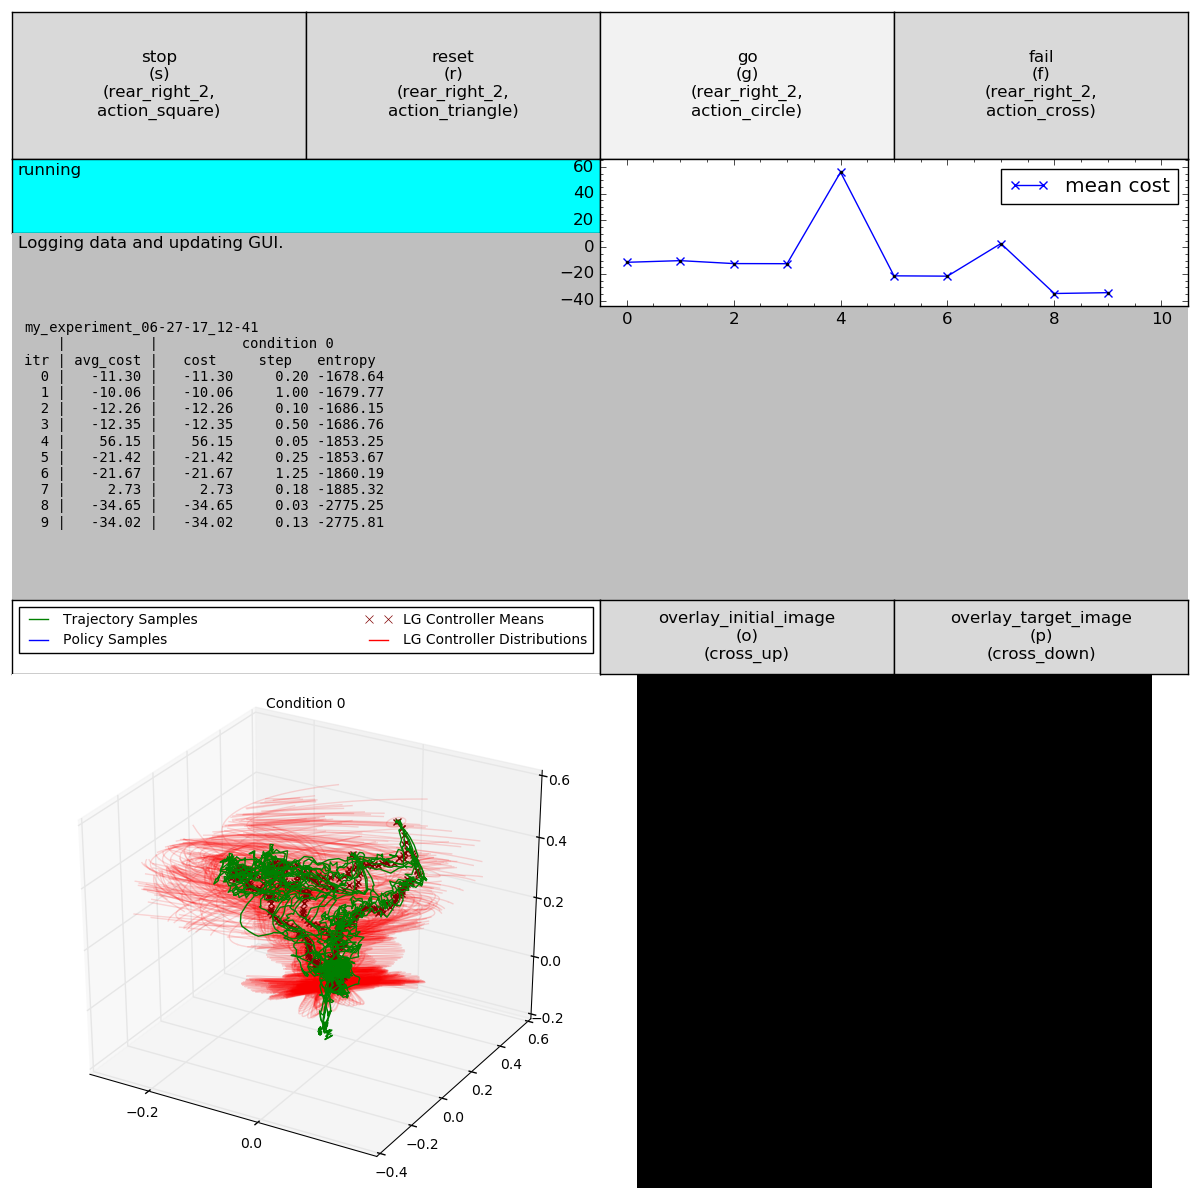 stop
(s)
(rear_right_2,
action_square)
reset
(r)
(rear_right_2,
action_triangle)
go
(g)
(rear_right_2,
action_circle)
fail
(f)
(rear_right_2,
action_cross)
running
Logging data and updating GUI.
60
40
20
0
−20
−40
mean cost
0 2 4 6 8 10
my_experiment_06-27-17_12-41
| | condition 0
itr | avg_cost | cost step entropy
0 | -11.30 | -11.30 0.20 -1678.64
1 | -10.06 | -10.06 1.00 -1679.77
2 | -12.26 | -12.26 0.10 -1686.15
3 | -12.35 | -12.35 0.50 -1686.76
4 | 56.15 | 56.15 0.05 -1853.25
5 | -21.42 | -21.42 0.25 -1853.67
6 | -21.67 | -21.67 1.25 -1860.19
7 | 2.73 | 2.73 0.18 -1885.32
8 | -34.65 | -34.65 0.03 -2775.25
9 | -34.02 | -34.02 0.13 -2775.81
Trajectory Samples
Policy Samples
LG Controller Means
LG Controller Distributions
overlay_initial_image
(o)
(cross_up)
overlay_target_image
(p)
(cross_down)
Condition 0
0.6
0.4
0.2
0.0
−0.2
0.6
0.4
0.2
0.0
−0.2
−0.4
−0.2
0.0